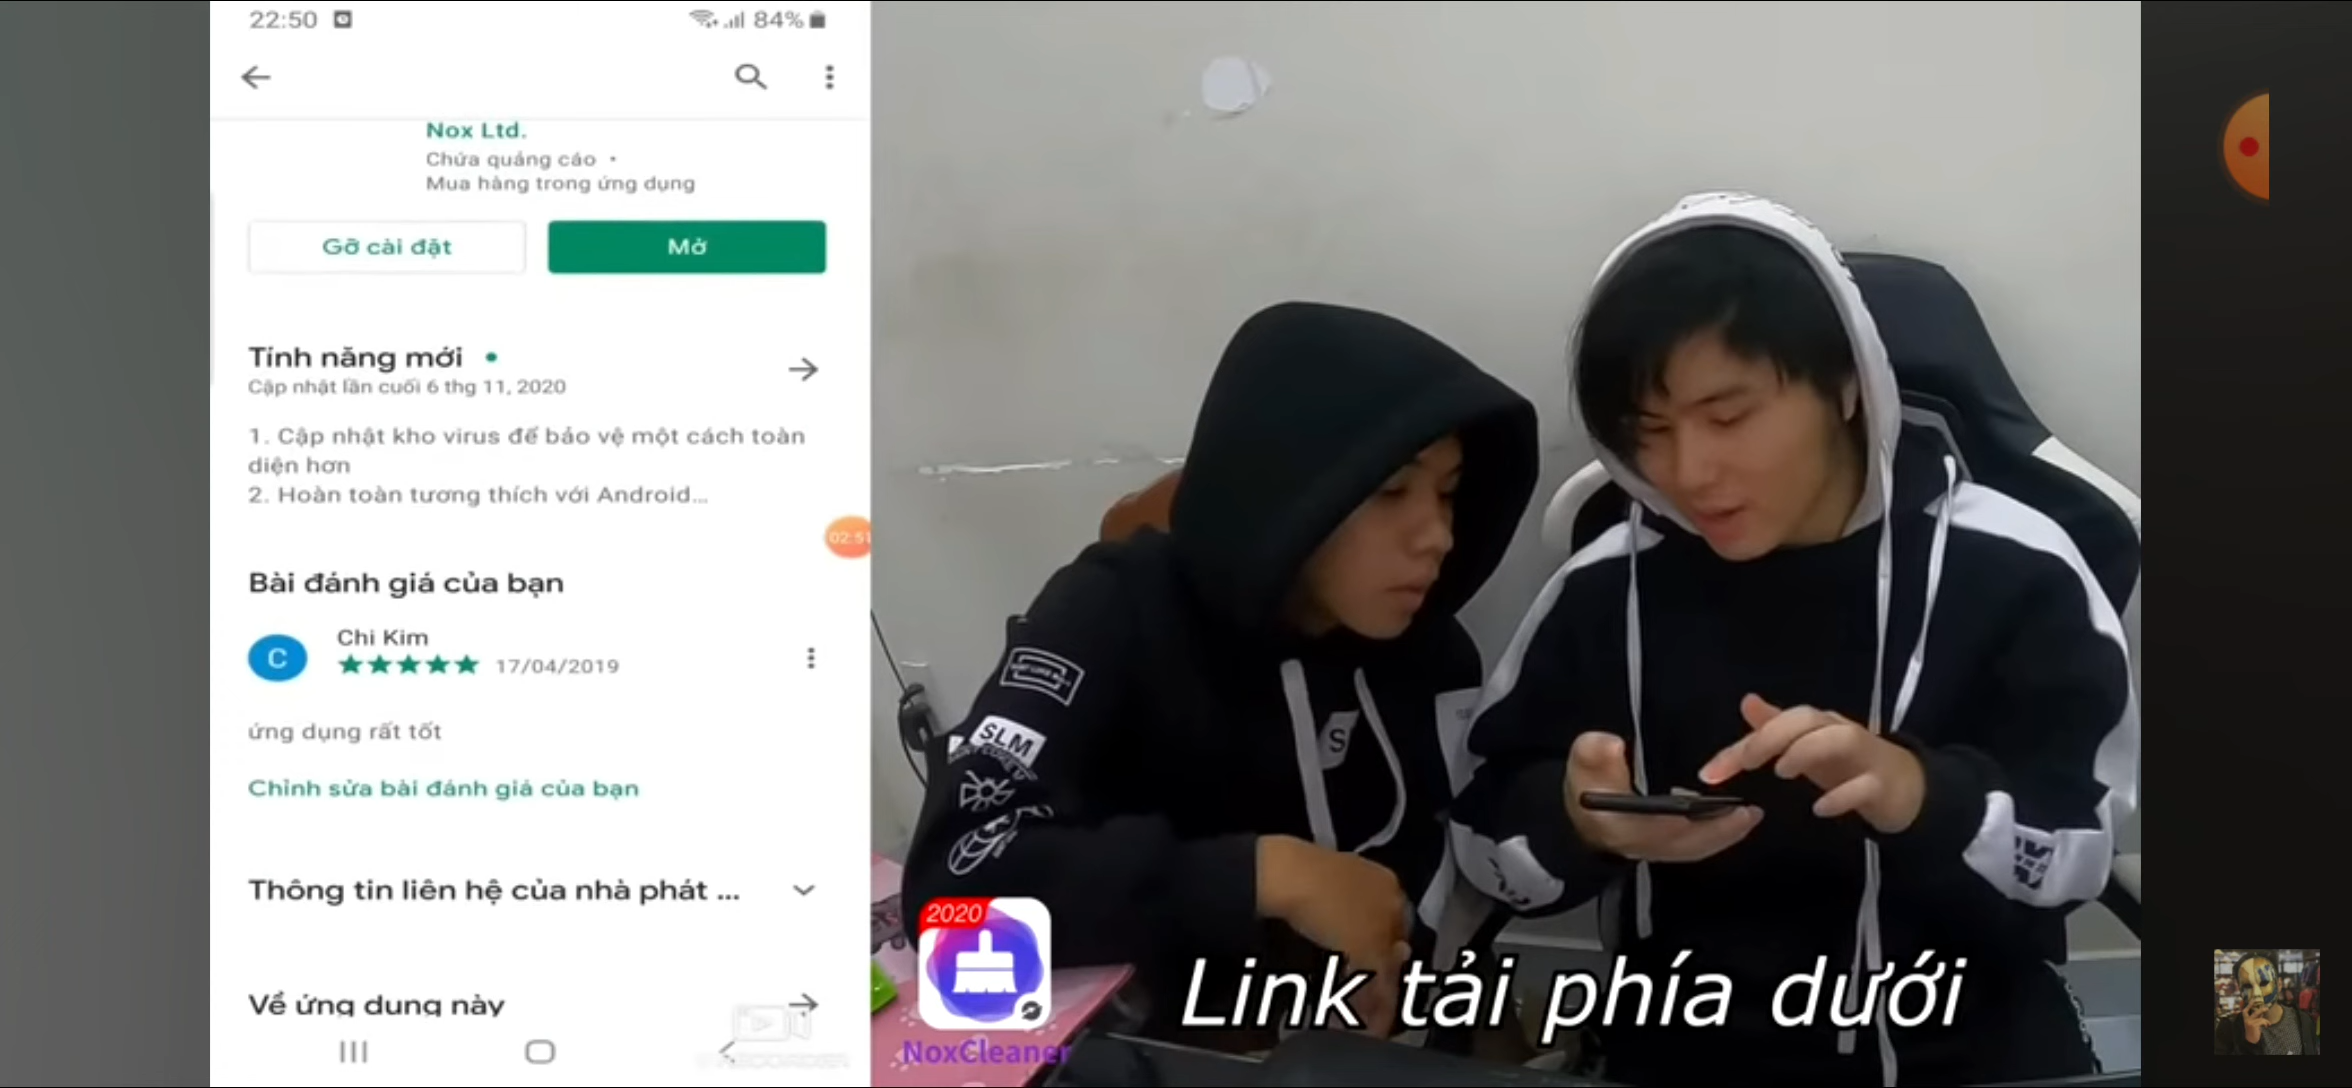 22:50
84%
Nox Ltd.
Chứa quảng cáo •
Mua hàng trong ứng dụng
Gỡ cài đặt
Mở
Tính năng mới •
Cập nhật lần cuối 6 thg 11, 2020
1. Cập nhật kho virus để bảo vệ một cách toàn
diện hơn
2. Hoàn toàn tương thích với Android...
02:51
Bài đánh giá của bạn
C
Chi Kim
17/04/2019
ứng dụng rất tốt
Chỉnh sửa bài đánh giá của bạn
Thông tin liên hệ của nhà phát ...
Về ứng dụng này
SLM
S
2020
NoxCleaner
Link tải phía dưới